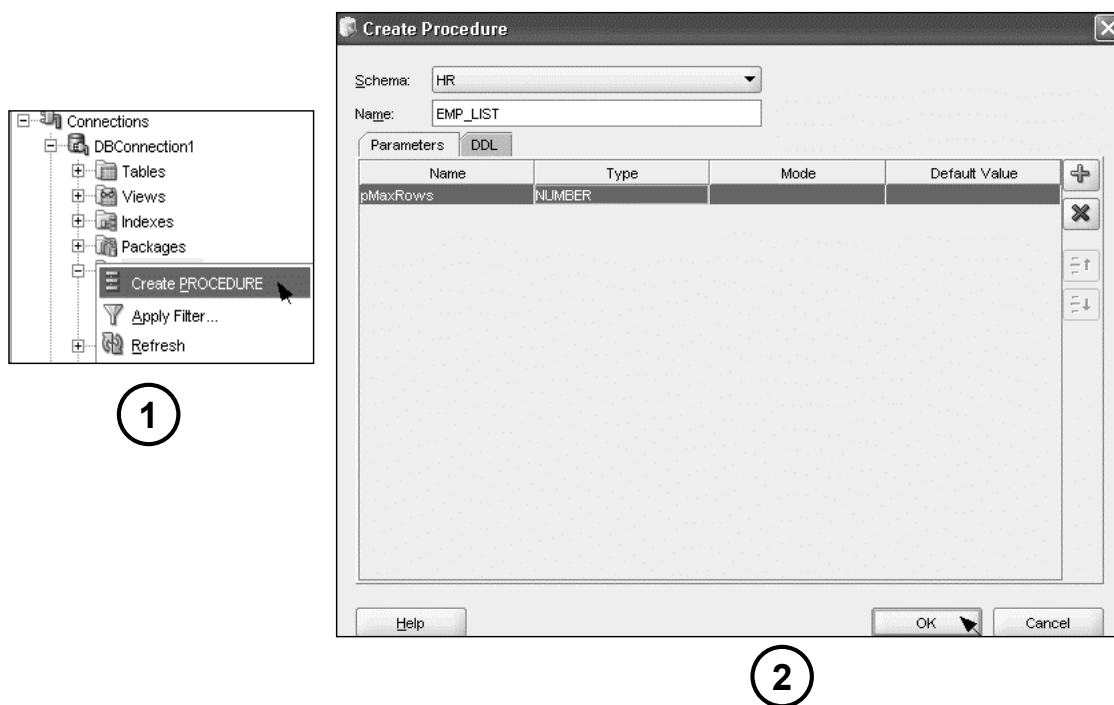 Connections
DBConnection1
Tables
Views
Indexes
Packages
Create PROCEDURE
Apply Filter...
Refresh
1
Create Procedure
Schema: HR
Name: EMP_LIST
Parameters DDL
Name Type Mode Default Value
pMaxRows NUMBER
Help OK Cancel
2